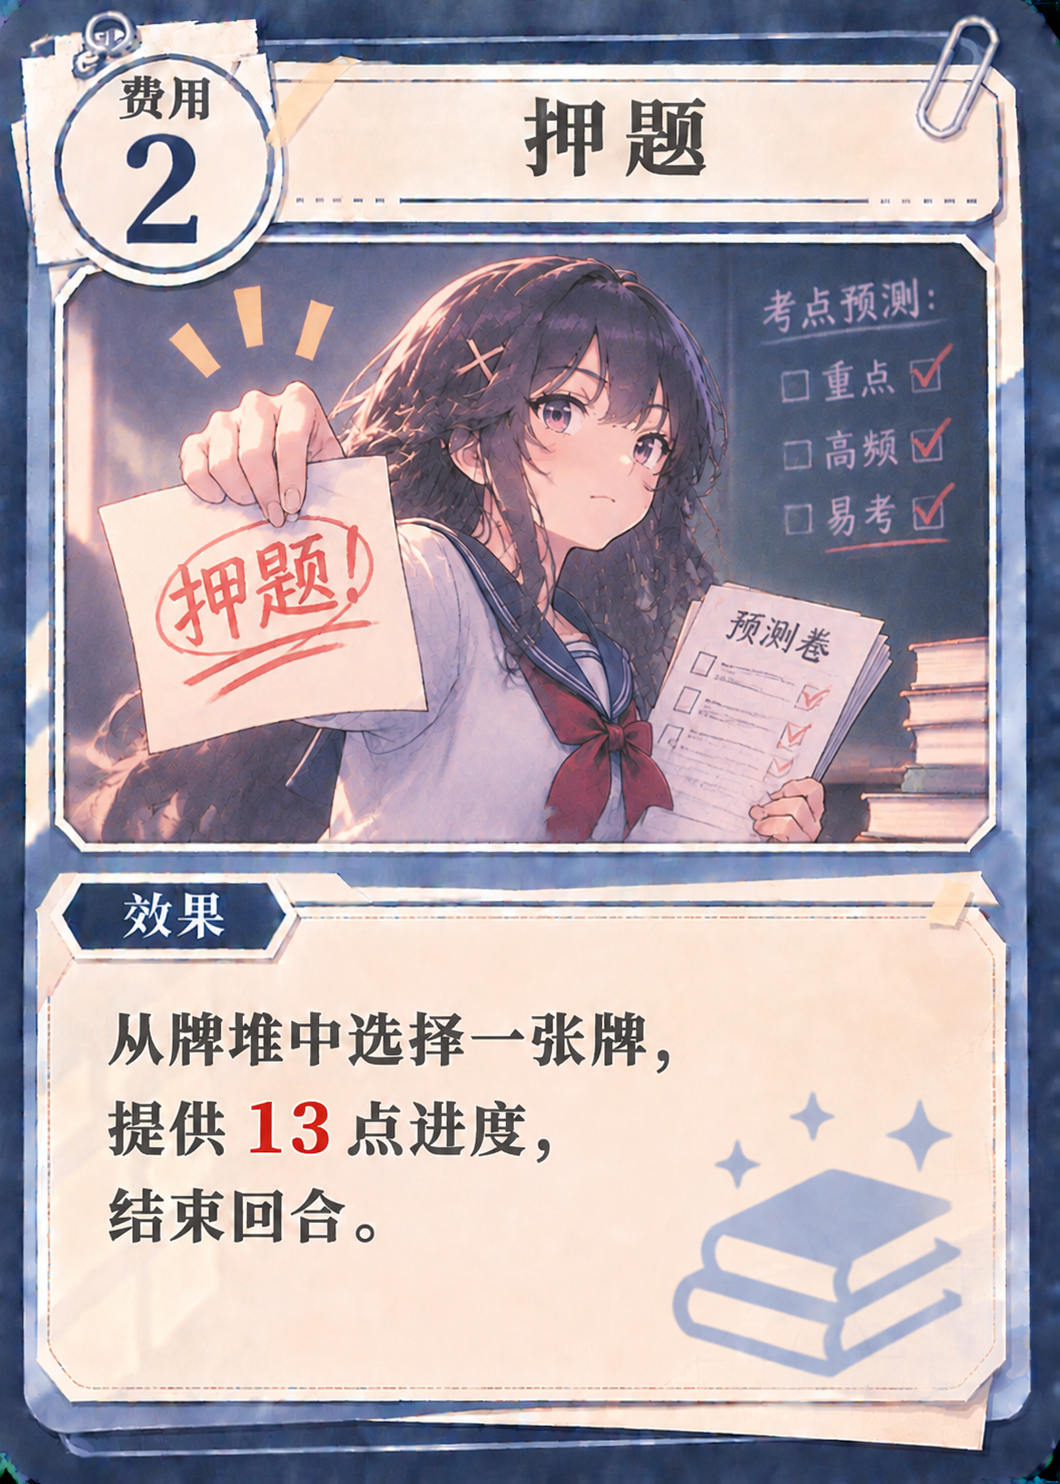 费用
2
押题
考点预测:
重点
高频
易考
押题!
预测卷
效果
从牌堆中选择一张牌,
提供 13 点进度,
结束回合。